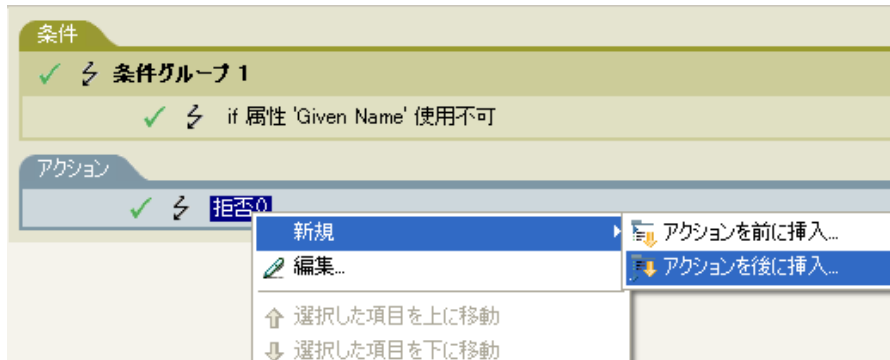 条件
条件グループ 1
if 属性 'Given Name' 使用不可
アクション
拒否()
新規
アクションを前に挿入...
編集...
アクションを後に挿入...
選択した項目を上に移動
選択した項目を下に移動